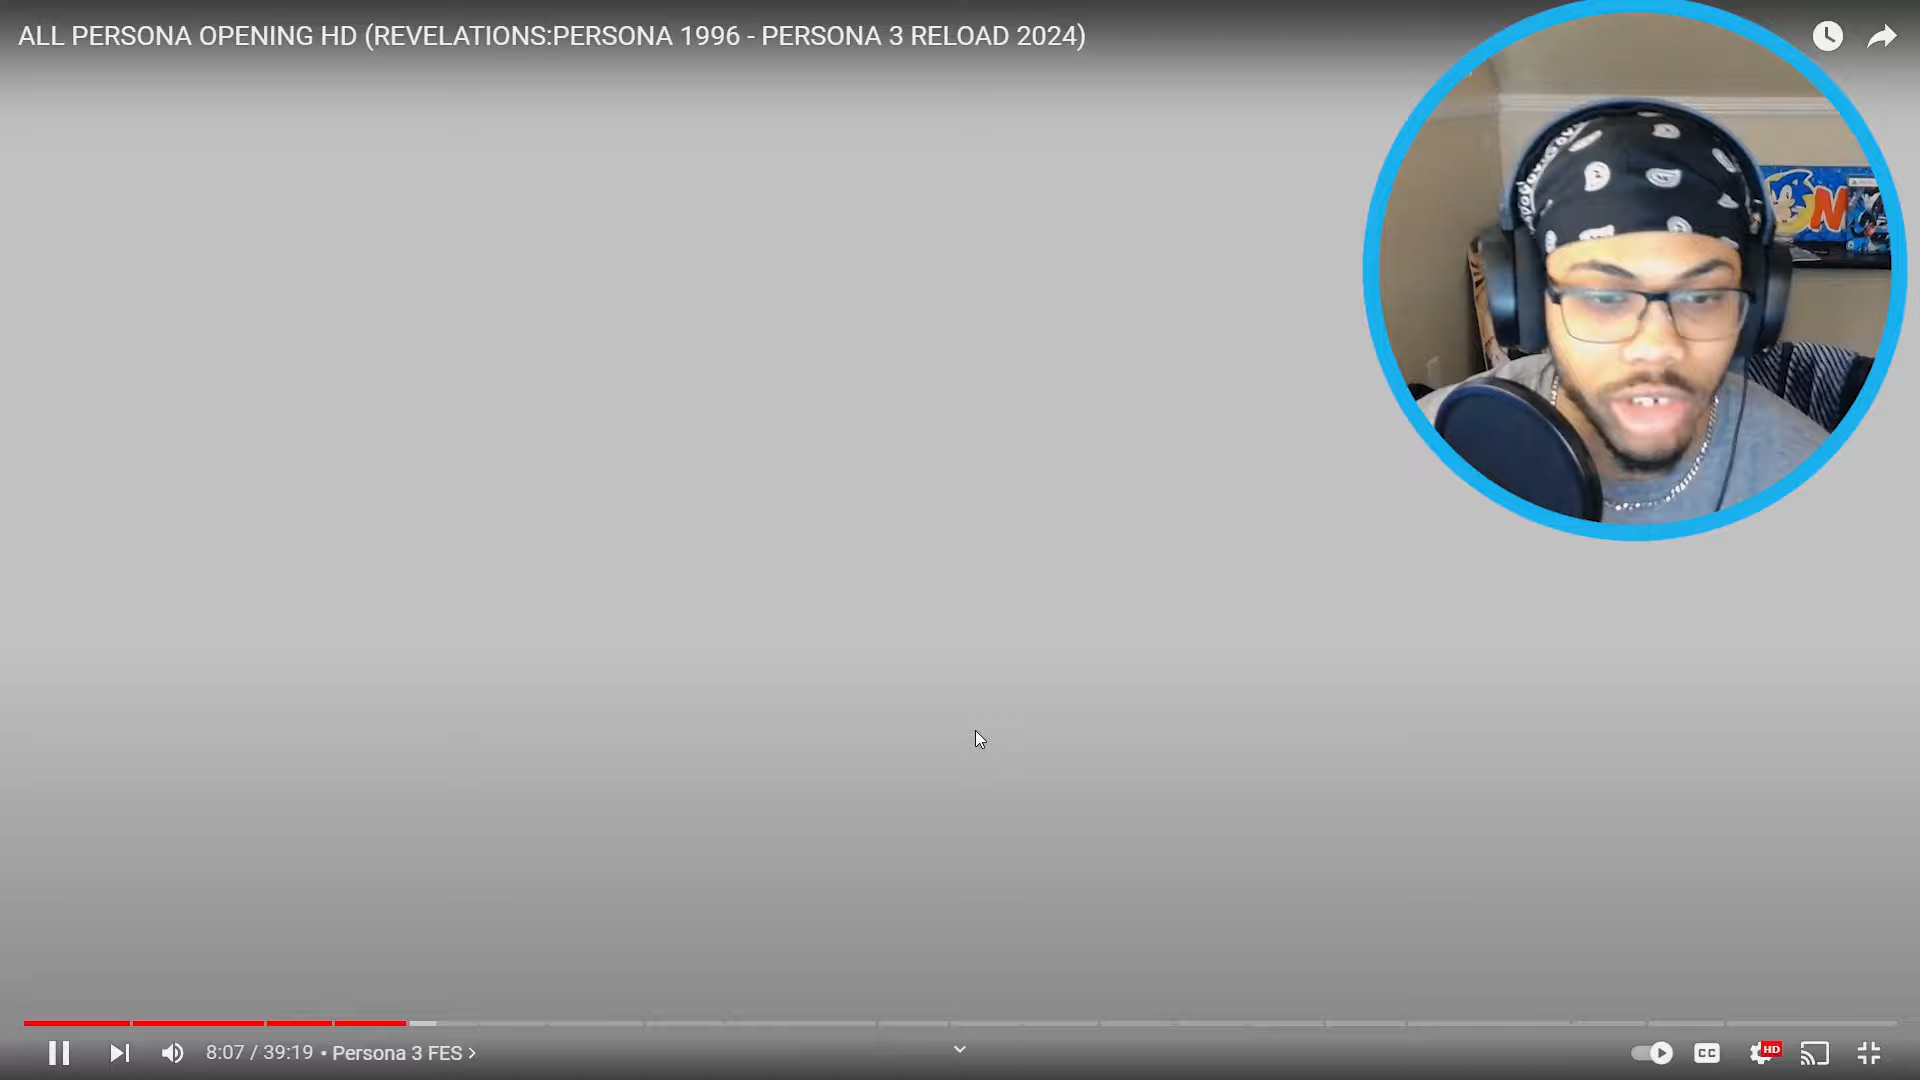 ALL PERSONA OPENING HD (REVELATIONS:PERSONA 1996 - PERSONA 3 RELOAD 2024)
8:07 / 39:19 • Persona 3 FES >
CC
HD